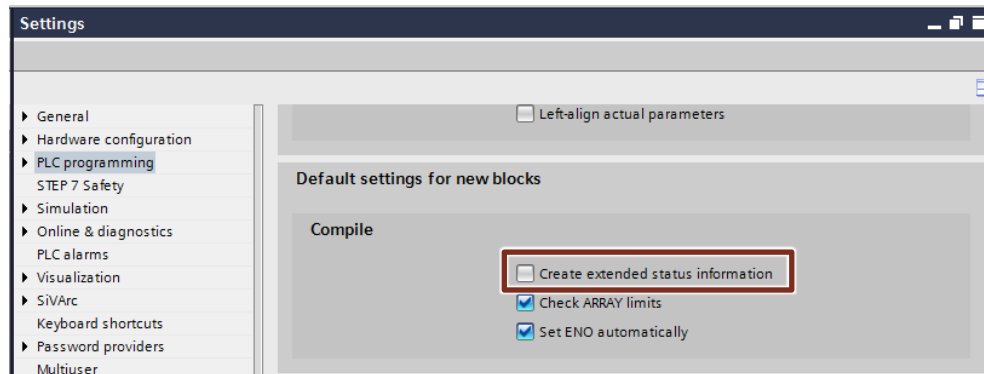 Settings
General
Hardware configuration
PLC programming
STEP 7 Safety
Simulation
Online & diagnostics
PLC alarms
Visualization
SiVArc
Keyboard shortcuts
Password providers
Multiuser
Left-align actual parameters
Default settings for new blocks
Compile
Create extended status information
Check ARRAY limits
Set ENO automatically